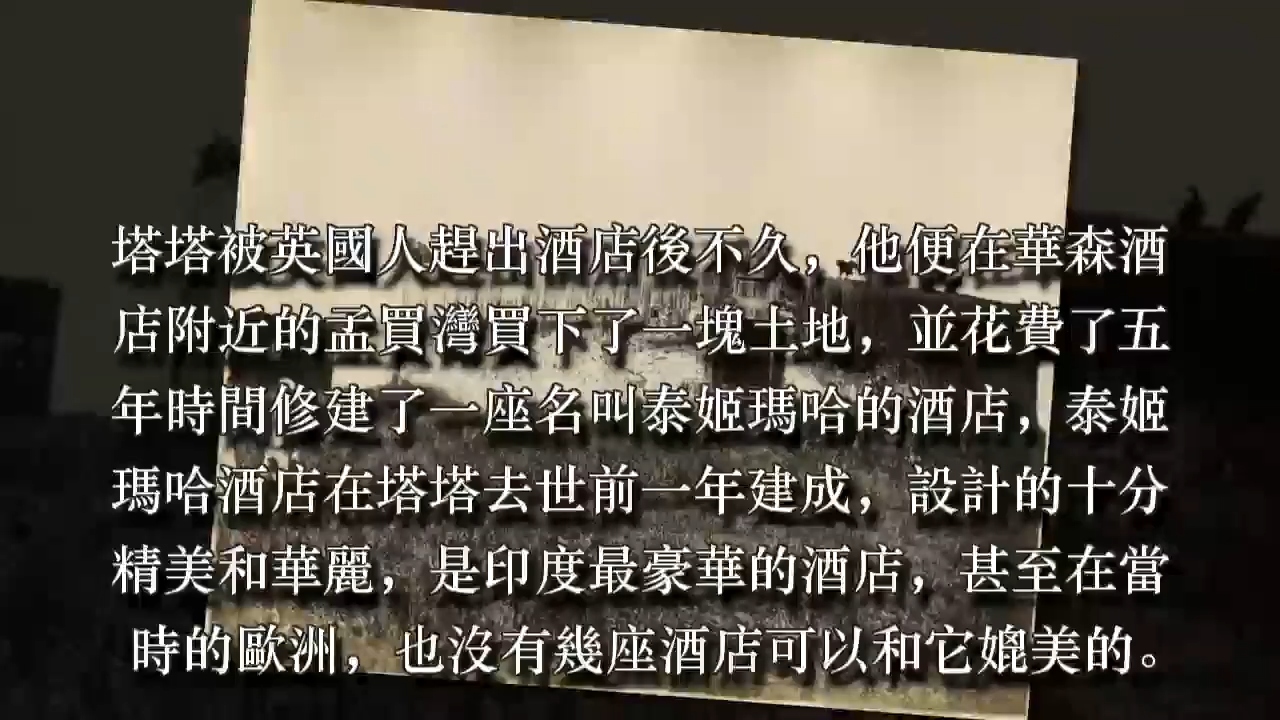 塔塔被英國人趕出酒店後不久，他便在華森酒
店附近的孟買灣買下了一塊土地，並花費了五
年時間修建了一座名叫泰姬瑪哈的酒店，泰姬
瑪哈酒店在塔塔去世前一年建成，設計的十分
精美和華麗，是印度最豪華的酒店，甚至在當
時的歐洲，也沒有幾座酒店可以和它媲美的。